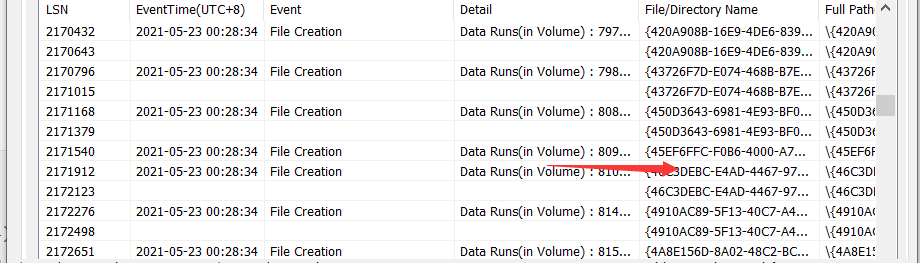 LSN EventTime(UTC+8) Event Detail File/Directory Name Full Path
2170432 2021-05-23 00:28:34 File Creation Data Runs(in Volume) : 797... {420A908B-16E9-4DE6-839... \{420A90
2170643 {420A908B-16E9-4DE6-839... \{420A90
2170796 2021-05-23 00:28:34 File Creation Data Runs(in Volume) : 798... {43726F7D-E074-468B-B7E... \{43726F
2171015 {43726F7D-E074-468B-B7E... \{43726F
2171168 2021-05-23 00:28:34 File Creation Data Runs(in Volume) : 808... {450D3643-6981-4E93-BF0... \{450D36
2171379 {450D3643-6981-4E93-BF0... \{450D36
2171540 2021-05-23 00:28:34 File Creation Data Runs(in Volume) : 809... {45EF6FFC-F0B6-4000-A7... \{45EF6F
2171912 2021-05-23 00:28:34 File Creation Data Runs(in Volume) : 810... {46C3DEBC-E4AD-4467-97... \{46C3DE
2172123 {46C3DEBC-E4AD-4467-97... \{46C3DE
2172276 2021-05-23 00:28:34 File Creation Data Runs(in Volume) : 814... {4910AC89-5F13-40C7-A4... \{4910AC
2172498 {4910AC89-5F13-40C7-A4... \{4910AC
2172651 2021-05-23 00:28:34 File Creation Data Runs(in Volume) : 815... {4A8E156D-8A02-48C2-BC... \{4A8E15